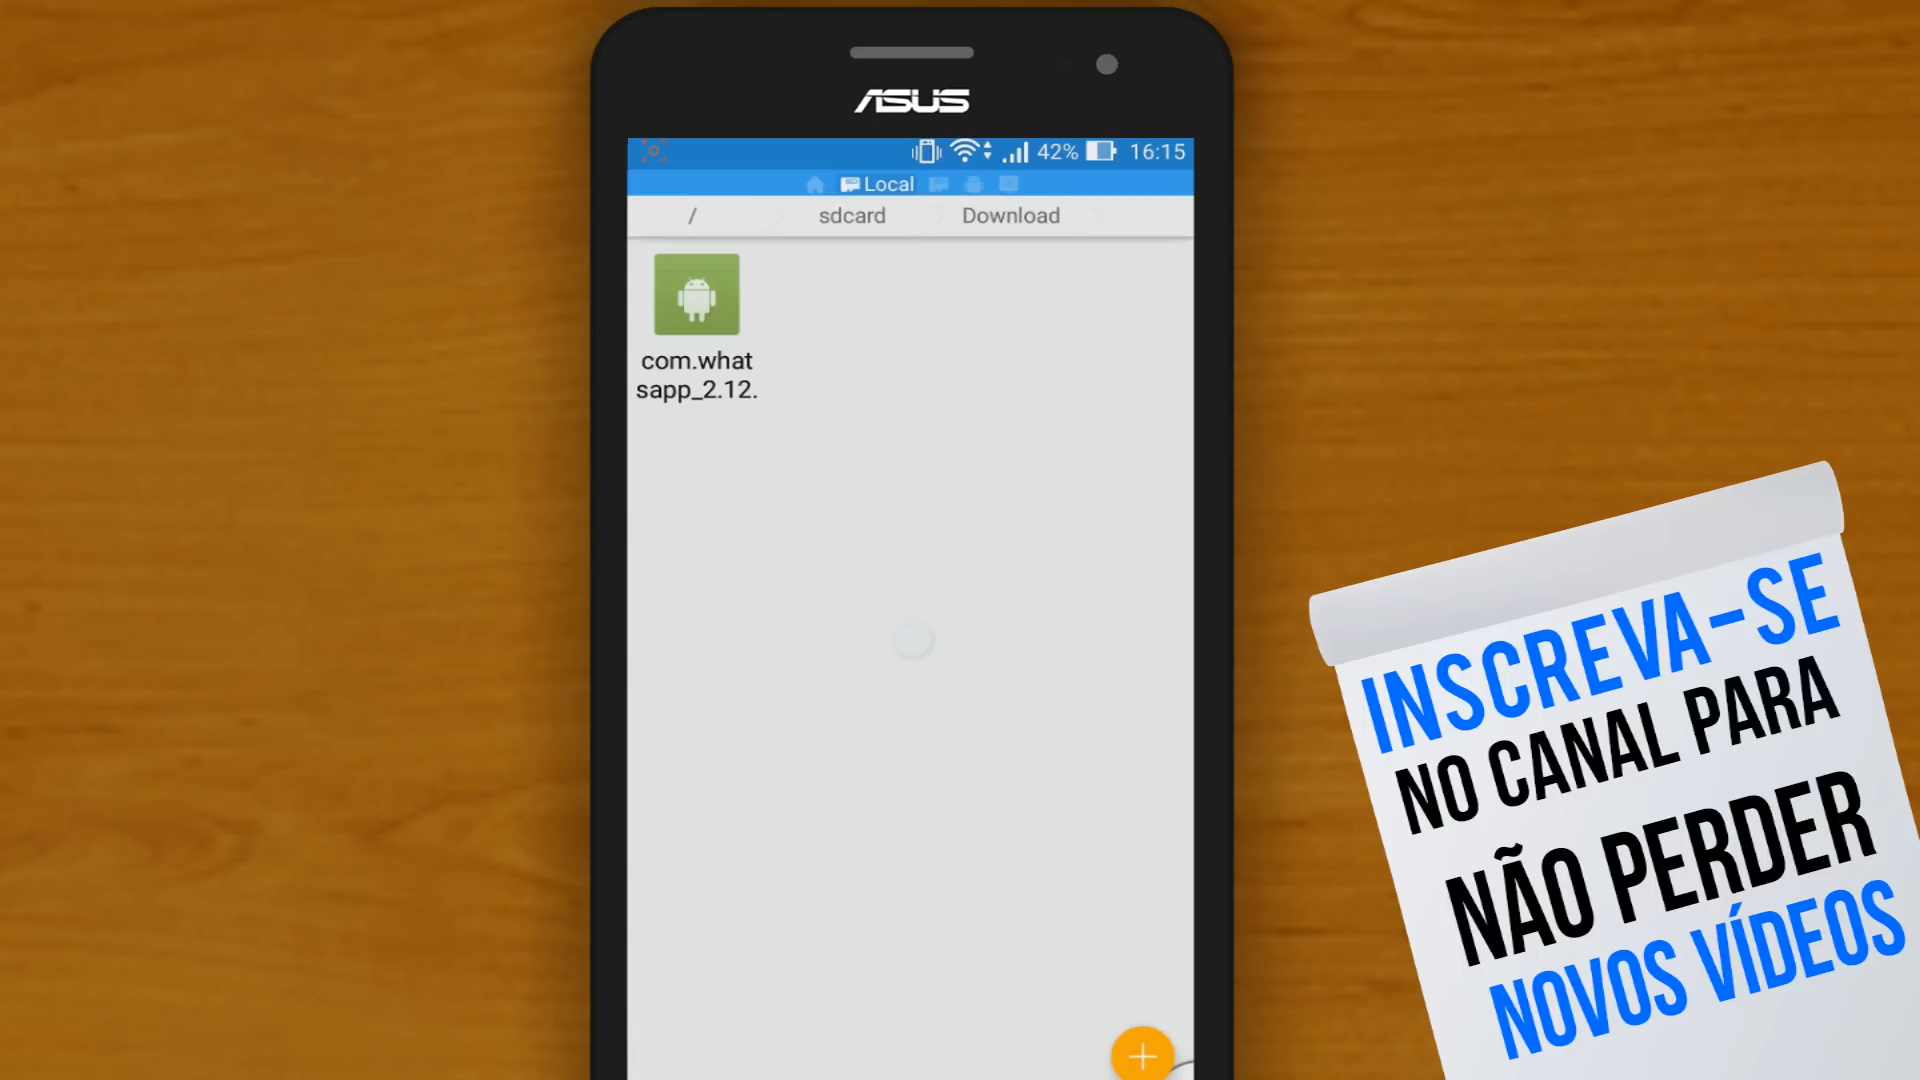 ASUS
42% 16:15
Local
/ sdcard Download
com.what
sapp_2.12.
INSCREVA-SE
NO CANAL PARA
NÃO PERDER
NOVOS VÍDEOS